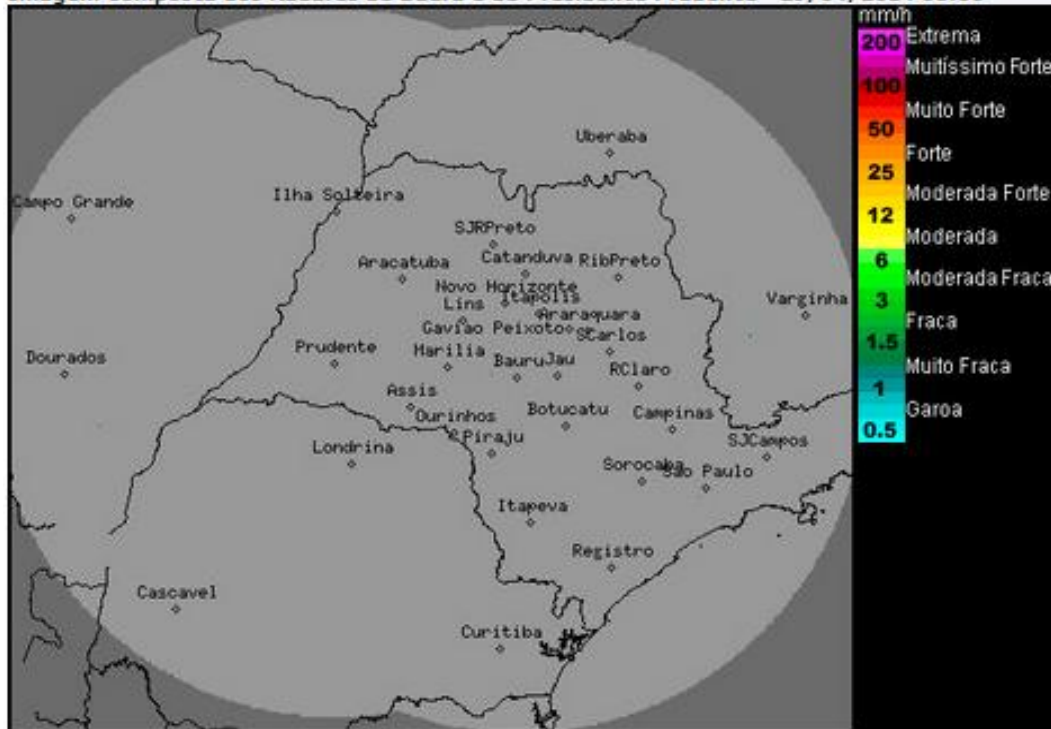 mm/h
200 Extrema
Muitíssimo Forte
100
Muito Forte
50
Forte
25
Moderada Forte
12
Moderada
6
Moderada Fraca
3
Fraca
1.5
Muito Fraca
1
Garoa
0.5
Uberaba
Campo Grande
Ilha Solteira
SJRPreto
Catanduva
RibPreto
Aracatuba
Novo Horizonte
Itapolis
Lins
Araraquara
Varginha
Gaviao Peixoto
SCarlos
Dourados
Prudente
Marilia
Bauru
Jau
RClaro
Assis
Ourinhos
Botucatu
Campinas
Piraju
Londrina
SJCampos
Sorocaba
Sao Paulo
Itapeva
Registro
Cascavel
Curitiba